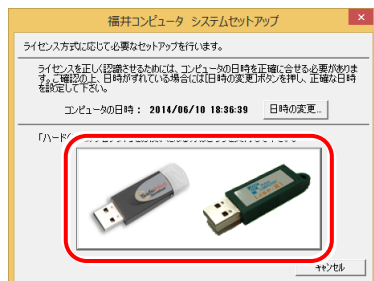 福井コンピュータ システムセットアップ
ライセンス方式に応じて必要なセットアップを行います。
ライセンスを正しく認識させるためには、コンピュータの日時を正確に合せる必要がありま
す。ご確認の上、日時がずれている場合には[日時の変更]ボタンを押し、正確な日時
を設定して下さい。
コンピュータの日時： 2014/06/10 18:36:39
日時の変更...
「ハード
キャンセル